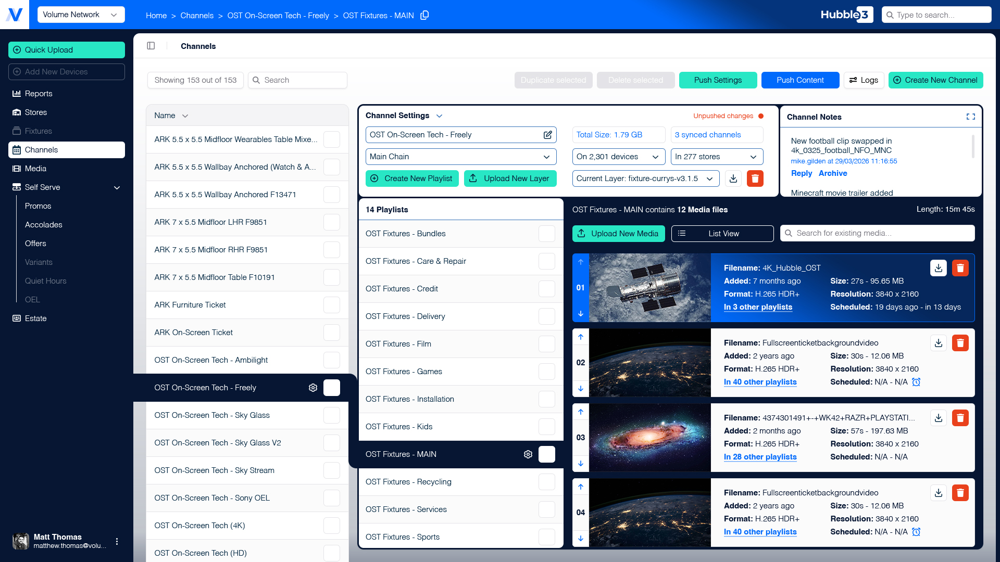 Volume Network
Home > Channels > OST On-Screen Tech - Freely > OST Fixtures - MAIN
Hubble3
Type to search...
Quick Upload
Add New Devices
Reports
Stores
Fixtures
Channels
Media
Self Serve
Promos
Accolades
Offers
Variants
Quiet Hours
OEL
Estate
Matt Thomas
matthew.thomas@volu...
Channels
Showing 153 out of 153
Search
Duplicate selected
Delete selected
Push Settings
Push Content
Logs
Create New Channel
Name
ARK 5.5 x 5.5 Midfloor Wearables Table Mixe...
ARK 5.5 x 5.5 Wallbay Anchored (Watch & A...
ARK 5.5 x 5.5 Wallbay Anchored F13471
ARK 7 x 5.5 Midfloor LHR F9851
ARK 7 x 5.5 Midfloor RHR F9851
ARK 7 x 5.5 Midfloor Table F10191
ARK Furniture Ticket
ARK On-Screen Ticket
OST On-Screen Tech - Ambilight
OST On-Screen Tech - Freely
OST On-Screen Tech - Sky Glass
OST On-Screen Tech - Sky Glass V2
OST On-Screen Tech - Sky Stream
OST On-Screen Tech - Sony OEL
OST On-Screen Tech (4K)
OST On-Screen Tech (HD)
Channel Settings
Unpushed changes
OST On-Screen Tech - Freely
Total Size: 1.79 GB
3 synced channels
Main Chain
On 2,301 devices
In 277 stores
Create New Playlist
Upload New Layer
Current Layer: fixture-currys-v3.1.5
Channel Notes
New football clip swapped in
4k_0325_football_NFO_MNC
mike.gilden at 29/03/2026 11:16:55
Reply Archive
Minecraft movie trailer added
14 Playlists
OST Fixtures - Bundles
OST Fixtures - Care & Repair
OST Fixtures - Credit
OST Fixtures - Delivery
OST Fixtures - Film
OST Fixtures - Games
OST Fixtures - Installation
OST Fixtures - Kids
OST Fixtures - MAIN
OST Fixtures - Recycling
OST Fixtures - Services
OST Fixtures - Sports
OST Fixtures - MAIN contains 12 Media files
Length: 15m 45s
Upload New Media
List View
Search for existing media...
01
Filename: 4K_Hubble_OST
Added: 7 months ago
Size: 27s - 95.65 MB
Format: H.265 HDR+
Resolution: 3840 x 2160
In 3 other playlists
Scheduled: 19 days ago - in 13 days
02
Filename: Fullscreenticketbackgroundvideo
Added: 2 years ago
Size: 30s - 12.06 MB
Format: H.265 HDR+
Resolution: 3840 x 2160
In 40 other playlists
Scheduled: N/A - N/A
03
Filename: 4374301491+-+WK42+RAZR+PLAYSTATI...
Added: 2 months ago
Size: 57s - 197.63 MB
Format: H.265 HDR+
Resolution: 3840 x 2160
In 28 other playlists
Scheduled: N/A - N/A
04
Filename: Fullscreenticketbackgroundvideo
Added: 2 years ago
Size: 30s - 12.06 MB
Format: H.265 HDR+
Resolution: 3840 x 2160
In 40 other playlists
Scheduled: N/A - N/A